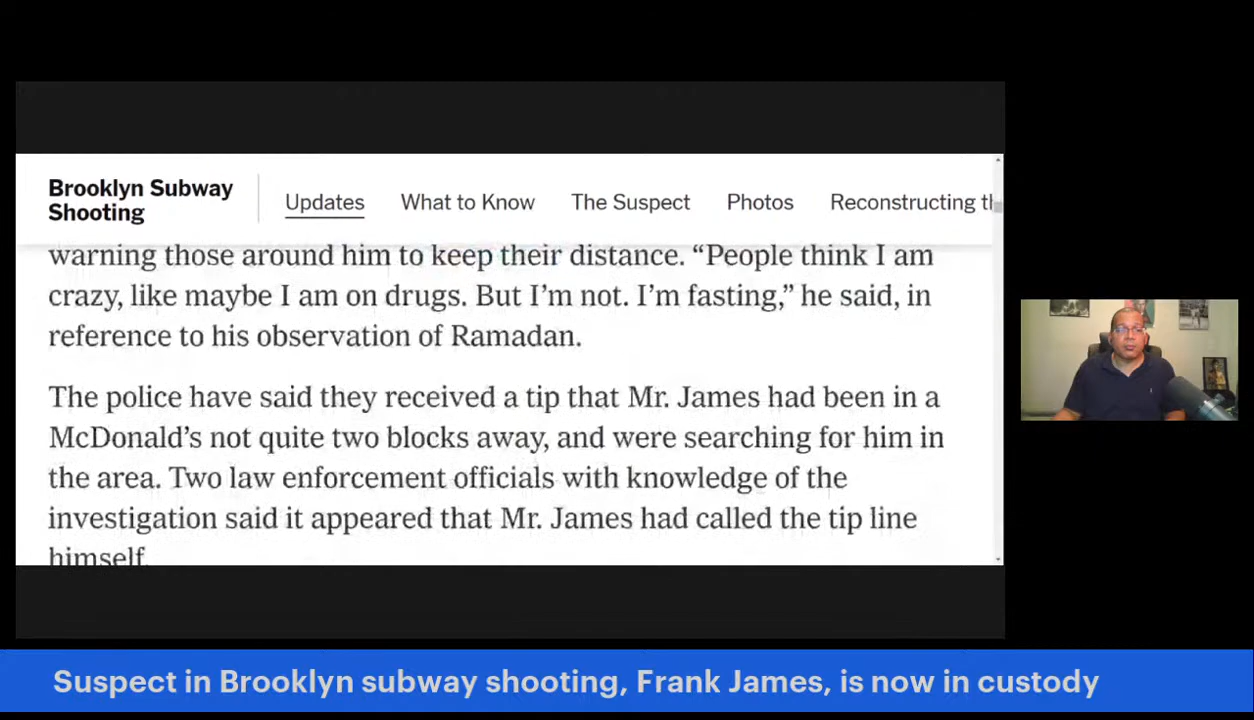 Brooklyn Subway
Shooting
Updates What to Know The Suspect Photos Reconstructing th
warning those around him to keep their distance. “People think I am
crazy, like maybe I am on drugs. But I’m not. I’m fasting,” he said, in
reference to his observation of Ramadan.
The police have said they received a tip that Mr. James had been in a
McDonald’s not quite two blocks away, and were searching for him in
the area. Two law enforcement officials with knowledge of the
investigation said it appeared that Mr. James had called the tip line
himself.
Suspect in Brooklyn subway shooting, Frank James, is now in custody